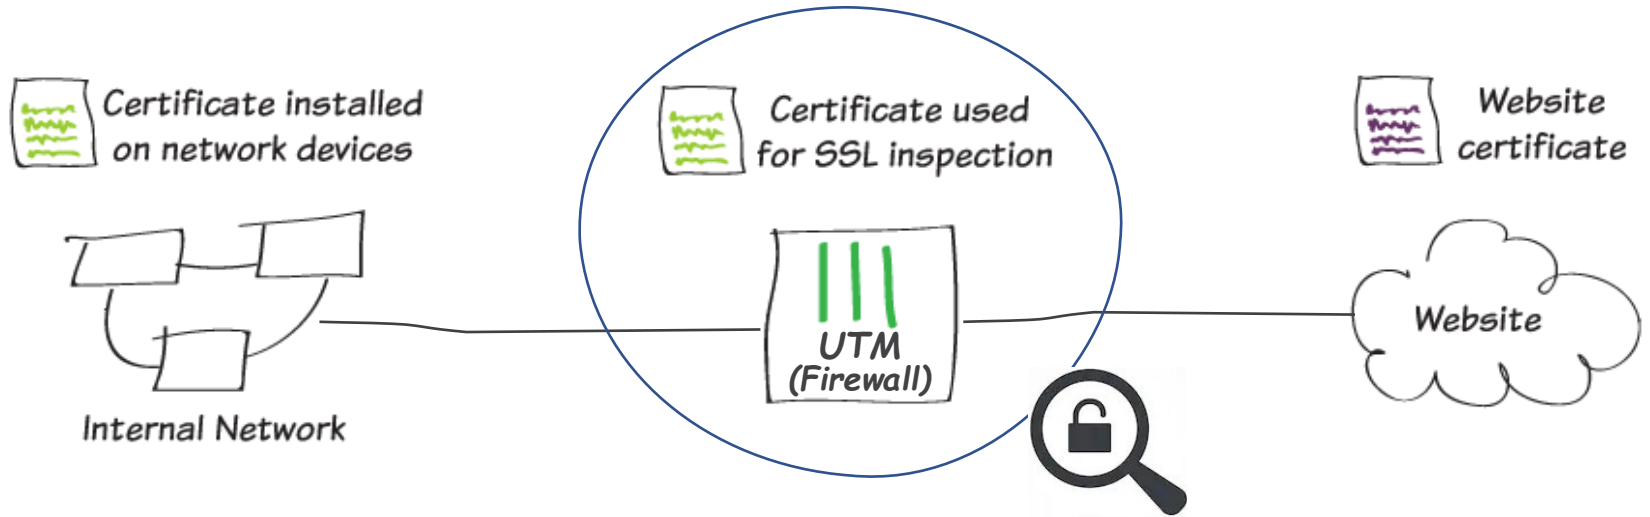 Certificate installed
on network devices
Certificate used
for SSL inspection
Website
certificate
UTM
(Firewall)
Website
Internal Network